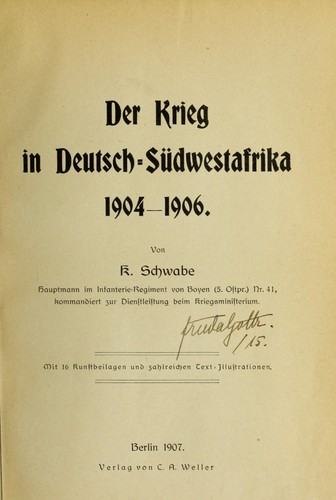 Der Krieg
in Deutsch-Südwestafrika
1904—1906.
Von
K. Schwabe
Hauptmann im Infanterie-Regiment von Boyen (5. Ostpr.) Nr. 41,
kommandiert zur Dienstleistung beim Kriegsministerium.
/15.
Mit 16 Kunstbeilagen und zahlreichen Text-Illustrationen.
Berlin 1907.
Verlag von C. A. Weller